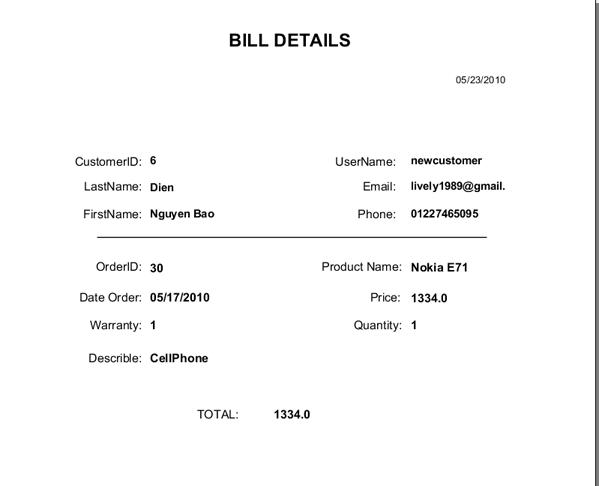 BILL DETAILS
05/23/2010
CustomerID: 6 UserName: newcustomer
LastName: Dien Email: lively1989@gmail.
FirstName: Nguyen Bao Phone: 01227465095
OrderID: 30 Product Name: Nokia E71
Date Order: 05/17/2010 Price: 1334.0
Warranty: 1 Quantity: 1
Describle: CellPhone
TOTAL: 1334.0